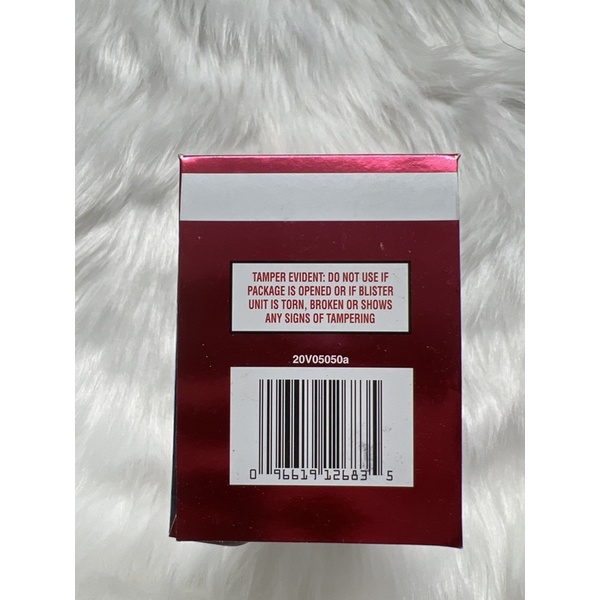 TAMPER EVIDENT: DO NOT USE IF
PACKAGE IS OPENED OR IF BLISTER
UNIT IS TORN, BROKEN OR SHOWS
ANY SIGNS OF TAMPERING
20V05050a
0 96619 12683 5